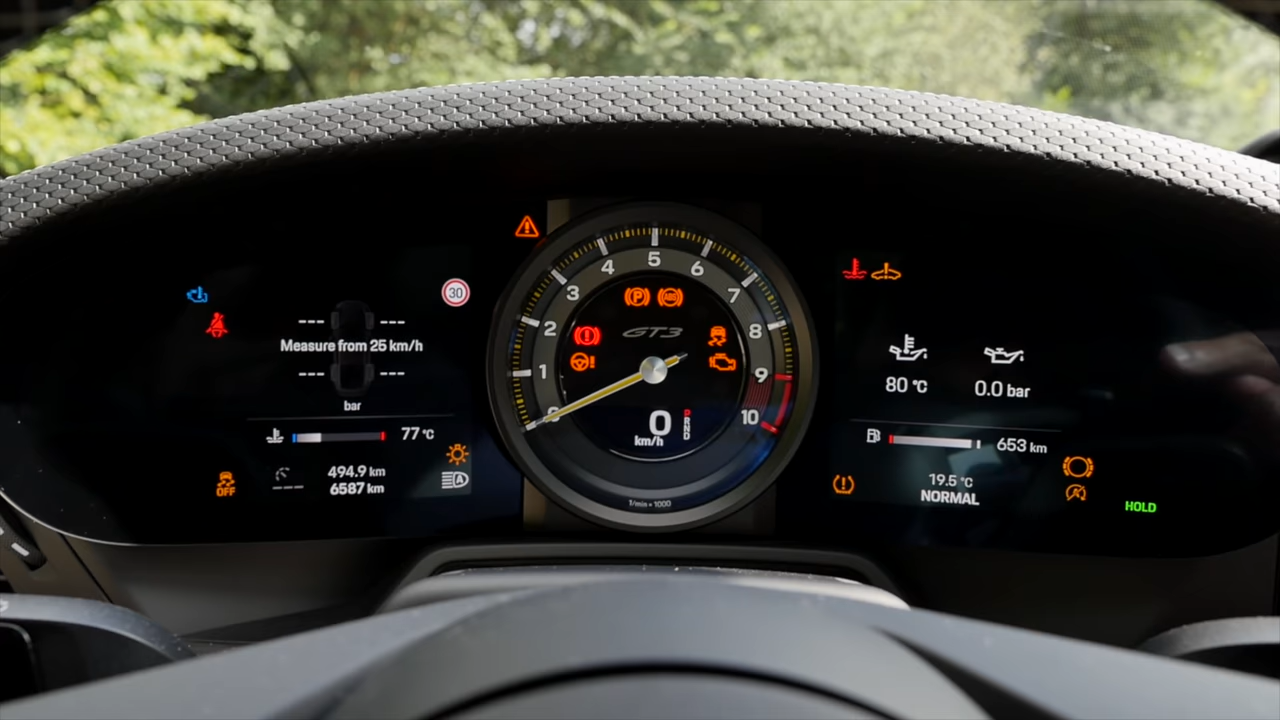 30
--- ---
Measure from 25 km/h
--- ---
bar
77 °C
494.9 km
6587 km
OFF
A
0
1
2
3
4
5
6
7
8
9
10
P
ABS
GT3
0
km/h
P
R
N
D
1/min × 1000
80 °C
0.0 bar
653 km
19.5 °C
NORMAL
A
HOLD